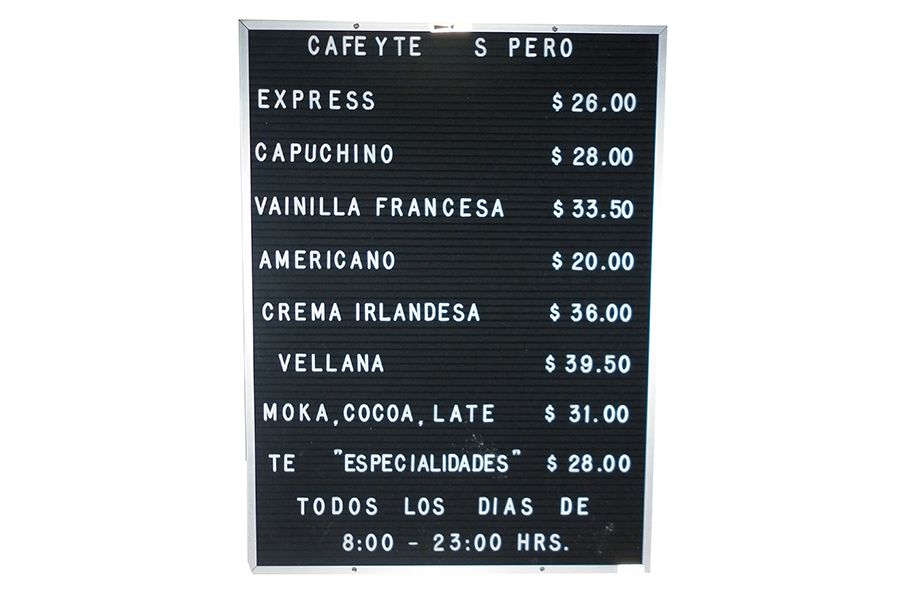 CAFE Y TE S PERO
EXPRESS $ 26.00
CAPUCHINO $ 28.00
VAINILLA FRANCESA $ 33.50
AMERICANO $ 20.00
CREMA IRLANDESA $ 36.00
VELLANA $ 39.50
MOKA, COCOA, LATE $ 31.00
TE "ESPECIALIDADES" $ 28.00
TODOS LOS DIAS DE
8:00 - 23:00 HRS.